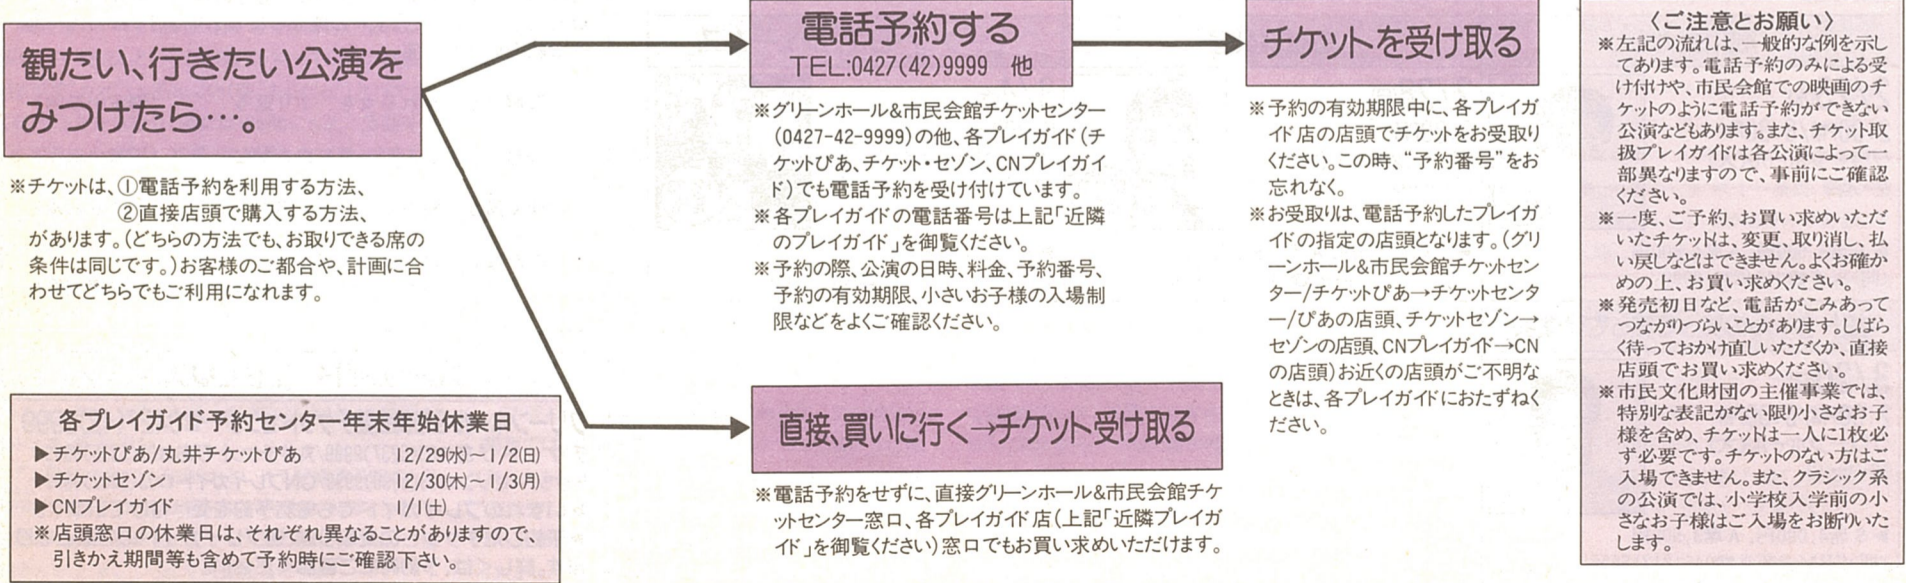 観たい、行きたい公演を
みつけたら…。
※チケットは、①電話予約を利用する方法、
②直接店頭で購入する方法、
があります。(どちらの方法でも、お取りできる席の
条件は同じです。)お客様のご都合や、計画に合
わせてどちらでもご利用になれます。
各プレイガイド予約センター年末年始休業日
▶チケットぴあ/丸井チケットぴあ 12/29㈬～1/2㈰
▶チケットセゾン 12/30㈭～1/3㈪
▶CNプレイガイド 1/1㈯
※店頭窓口の休業日は、それぞれ異なることがありますので、
引きかえ期間等も含めて予約時にご確認下さい。
電話予約する
TEL:0427(42)9999 他
※グリーンホール&市民会館チケットセンター
(0427-42-9999)の他、各プレイガイド(チ
ケットぴあ、チケット・セゾン、CNプレイガイ
ド)でも電話予約を受け付けています。
※各プレイガイドの電話番号は上記「近隣
のプレイガイド」を御覧ください。
※予約の際、公演の日時、料金、予約番号、
予約の有効期限、小さいお子様の入場制
限などをよくご確認ください。
直接、買いに行く→チケット受け取る
※電話予約をせずに、直接グリーンホール&市民会館チケ
ットセンター窓口、各プレイガイド店(上記「近隣プレイガ
イド」を御覧ください)窓口でもお買い求めいただけます。
チケットを受け取る
※予約の有効期限中に、各プレイガ
イド店の店頭でチケットをお受取り
ください。この時、“予約番号”をお
忘れなく。
※お受取りは、電話予約したプレイガ
イドの指定の店頭となります。(グリ
ーンホール&市民会館チケットセン
ター/チケットぴあ→チケットセンタ
ー/ぴあの店頭、チケットセゾン→
セゾンの店頭、CNプレイガイド→CN
の店頭)お近くの店頭がご不明な
ときは、各プレイガイドにおたずねく
ださい。
〈ご注意とお願い〉
※左記の流れは、一般的な例を示し
てあります。電話予約のみによる受
け付けや、市民会館での映画のチ
ケットのように電話予約ができない
公演などもあります。また、チケット取
扱プレイガイドは各公演によって一
部異なりますので、事前にご確認
ください。
※一度、ご予約、お買い求めいただ
いたチケットは、変更、取り消し、払
い戻しなどはできません。よくお確か
めの上、お買い求めください。
※発売初日など、電話がこみあって
つながりづらいことがあります。しばら
く待っておかけ直しいただくか、直接
店頭でお買い求めください。
※市民文化財団の主催事業では、
特別な表記がない限り小さなお子
様を含め、チケットは一人に1枚必
ず必要です。チケットのない方はご
入場できません。また、クラシック系
の公演では、小学校入学前の小
さなお子様はご入場をお断りいた
します。